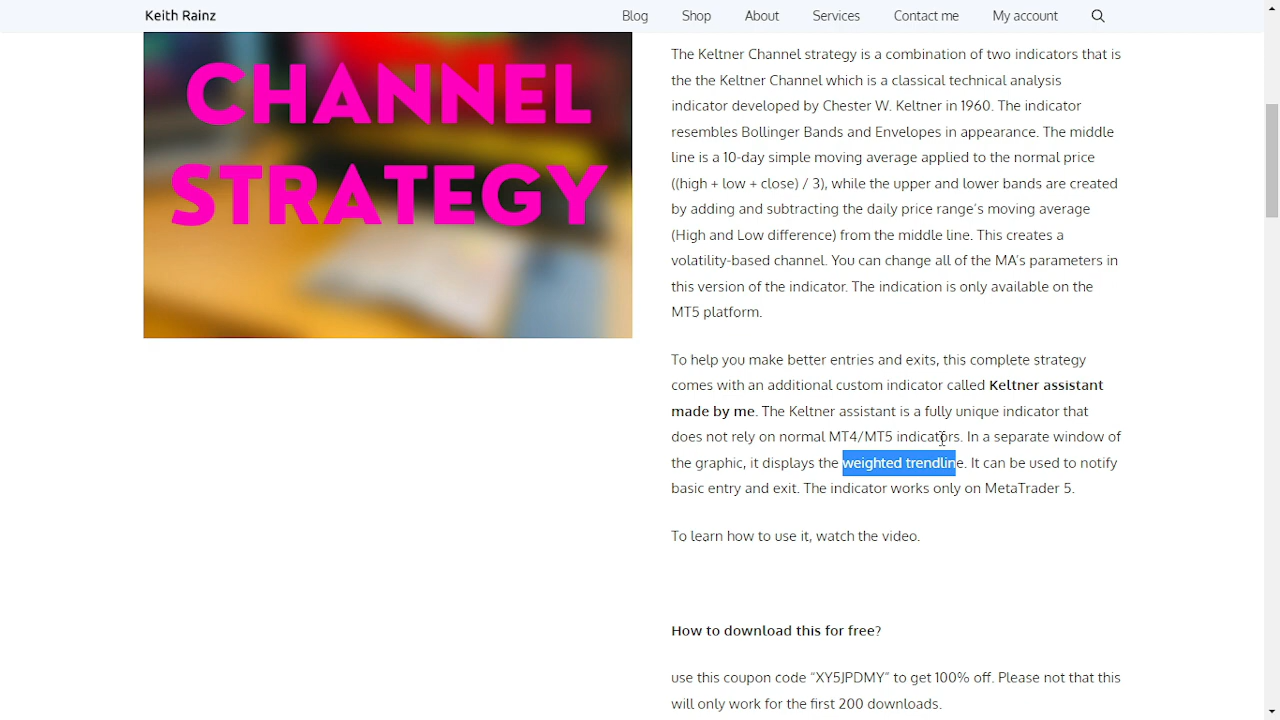 Keith Rainz
Blog Shop About Services Contact me My account
CHANNEL
STRATEGY
The Keltner Channel strategy is a combination of two indicators that is
the the Keltner Channel which is a classical technical analysis
indicator developed by Chester W. Keltner in 1960. The indicator
resembles Bollinger Bands and Envelopes in appearance. The middle
line is a 10-day simple moving average applied to the normal price
((high + low + close) / 3), while the upper and lower bands are created
by adding and subtracting the daily price range’s moving average
(High and Low difference) from the middle line. This creates a
volatility-based channel. You can change all of the MA’s parameters in
this version of the indicator. The indication is only available on the
MT5 platform.
To help you make better entries and exits, this complete strategy
comes with an additional custom indicator called Keltner assistant
made by me. The Keltner assistant is a fully unique indicator that
does not rely on normal MT4/MT5 indicators. In a separate window of
the graphic, it displays the weighted trendline. It can be used to notify
basic entry and exit. The indicator works only on MetaTrader 5.
To learn how to use it, watch the video.
How to download this for free?
use this coupon code “XY5JPDMY” to get 100% off. Please not that this
will only work for the first 200 downloads.